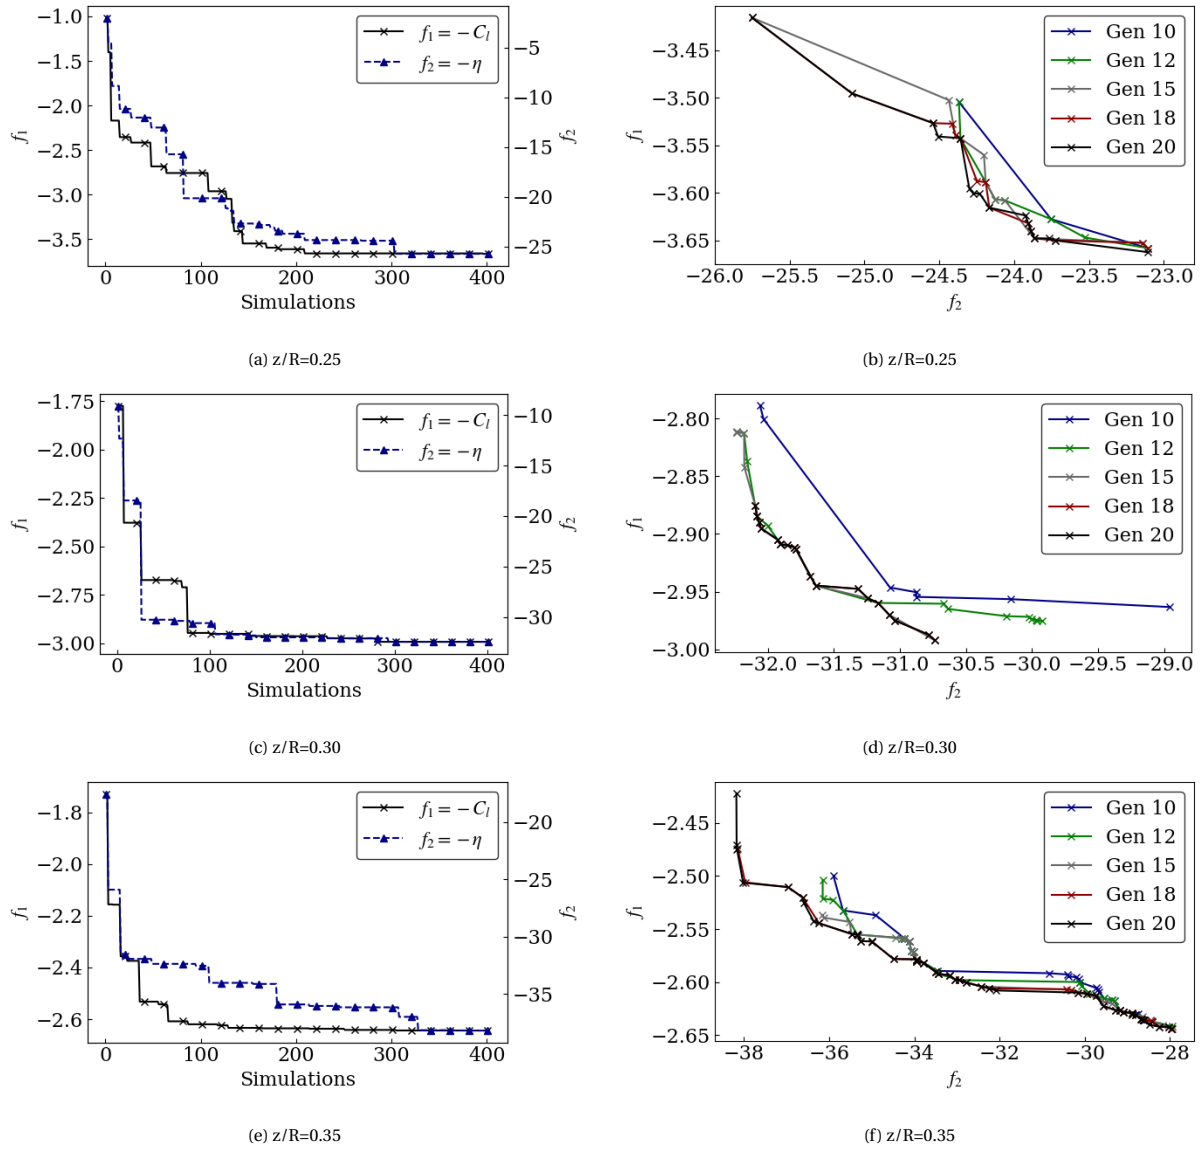 −1.0
−1.5
−2.0
−2.5
−3.0
−3.5
f₁
−5
−10
−15
−20
−25
f₂
0 100 200 300 400
Simulations
f₁ = −Cₗ
f₂ = −η
(a) z/R=0.25
−3.45
−3.50
−3.55
−3.60
−3.65
f₁
−26.0 −25.5 −25.0 −24.5 −24.0 −23.5 −23.0
f₂
Gen 10
Gen 12
Gen 15
Gen 18
Gen 20
(b) z/R=0.25
−1.75
−2.00
−2.25
−2.50
−2.75
−3.00
f₁
−10
−15
−20
−25
−30
f₂
0 100 200 300 400
Simulations
f₁ = −Cₗ
f₂ = −η
(c) z/R=0.30
−2.80
−2.85
−2.90
−2.95
−3.00
f₁
−32.0 −31.5 −31.0 −30.5 −30.0 −29.5 −29.0
f₂
Gen 10
Gen 12
Gen 15
Gen 18
Gen 20
(d) z/R=0.30
−1.8
−2.0
−2.2
−2.4
−2.6
f₁
−20
−25
−30
−35
f₂
0 100 200 300 400
Simulations
f₁ = −Cₗ
f₂ = −η
(e) z/R=0.35
−2.45
−2.50
−2.55
−2.60
−2.65
f₁
−38 −36 −34 −32 −30 −28
f₂
Gen 10
Gen 12
Gen 15
Gen 18
Gen 20
(f) z/R=0.35